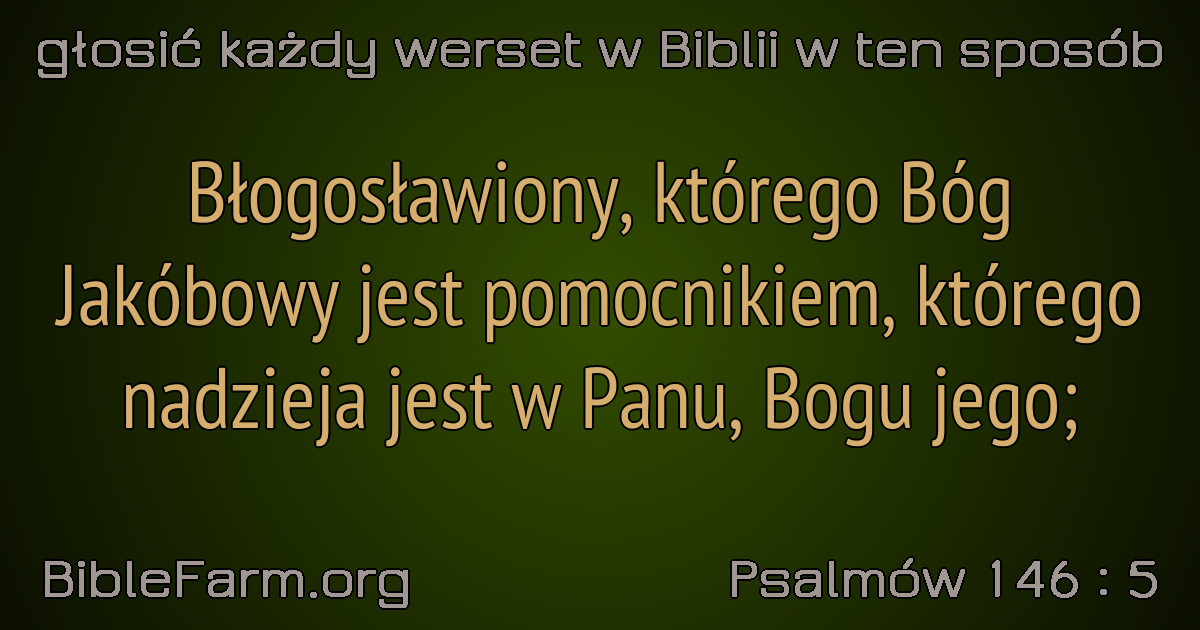 głosić każdy werset w Biblii w ten sposób
Błogosławiony, którego Bóg
Jakóbowy jest pomocnikiem, którego
nadzieja jest w Panu, Bogu jego;
BibleFarm.org
Psalmów 146 : 5